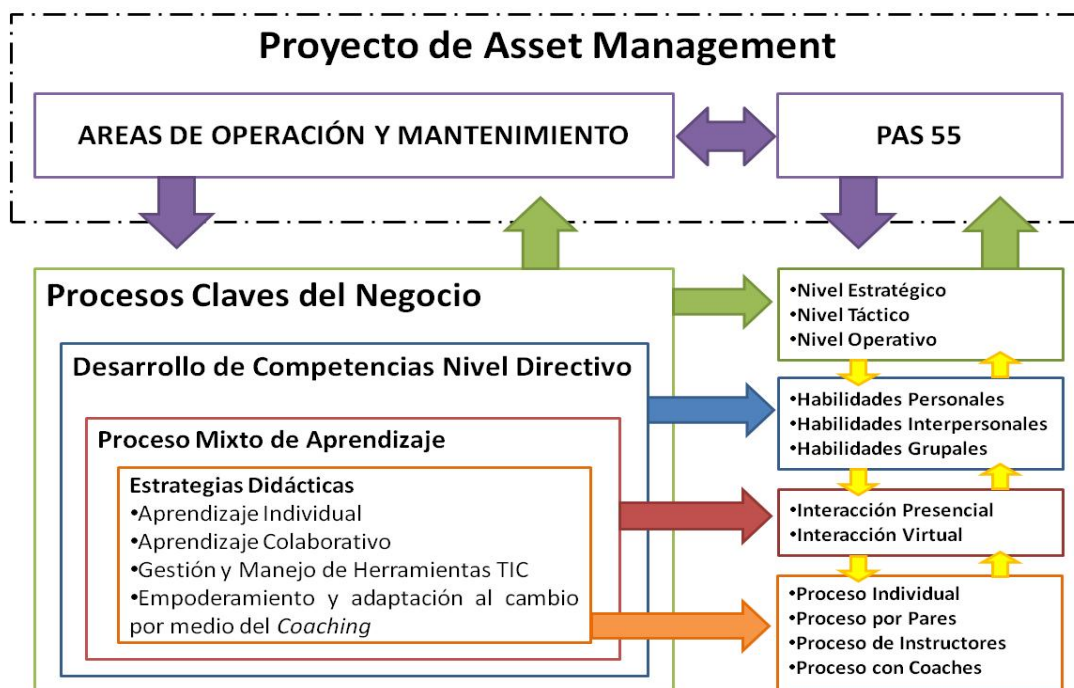 Proyecto de Asset Management
AREAS DE OPERACIÓN Y MANTENIMIENTO
PAS 55
Procesos Claves del Negocio
Desarrollo de Competencias Nivel Directivo
Proceso Mixto de Aprendizaje
Estrategias Didácticas
•Aprendizaje Individual
•Aprendizaje Colaborativo
•Gestión y Manejo de Herramientas TIC
•Empoderamiento y adaptación al cambio
por medio del Coaching
•Nivel Estratégico
•Nivel Táctico
•Nivel Operativo
•Habilidades Personales
•Habilidades Interpersonales
•Habilidades Grupales
•Interacción Presencial
•Interacción Virtual
•Proceso Individual
•Proceso por Pares
•Proceso de Instructores
•Proceso con Coaches